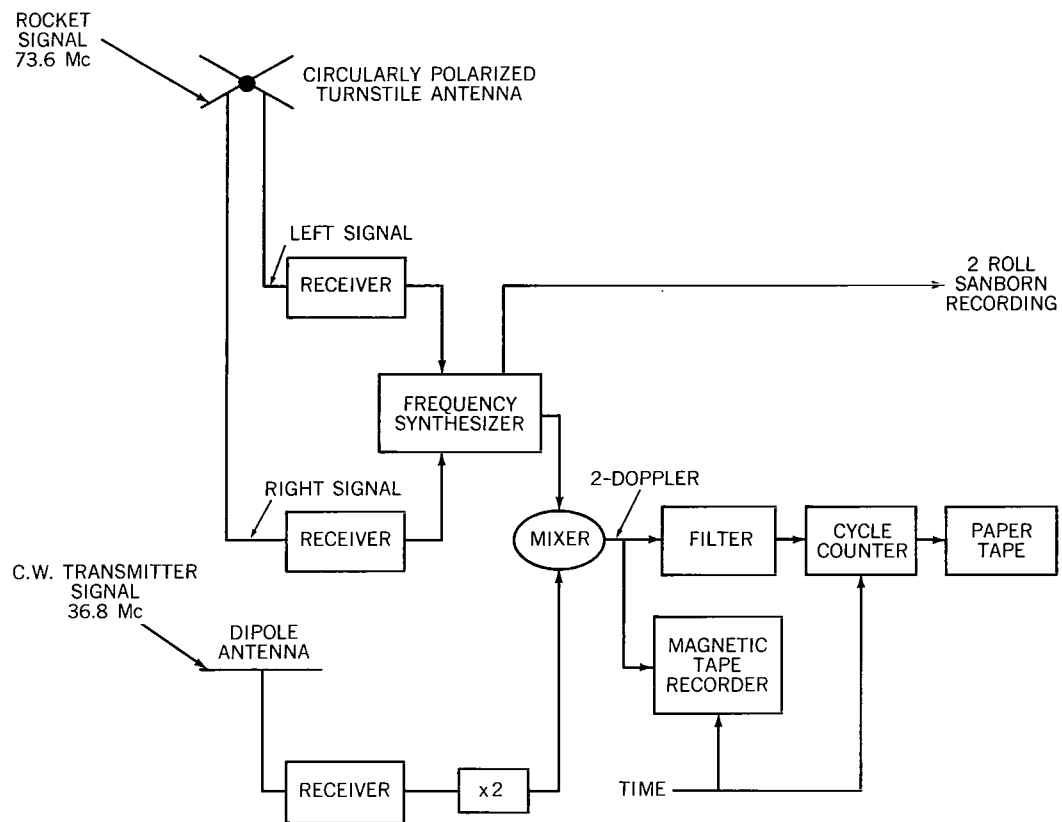 ROCKET
SIGNAL
73.6 Mc
CIRCULARLY POLARIZED
TURNSTILE ANTENNA
LEFT SIGNAL
RECEIVER
2 ROLL
SANBORN
RECORDING
FREQUENCY
SYNTHESIZER
RIGHT SIGNAL
RECEIVER
2-DOPPLER
MIXER
FILTER
CYCLE
COUNTER
PAPER
TAPE
C.W. TRANSMITTER
SIGNAL
36.8 Mc
DIPOLE
ANTENNA
MAGNETIC
TAPE
RECORDER
RECEIVER
x2
TIME